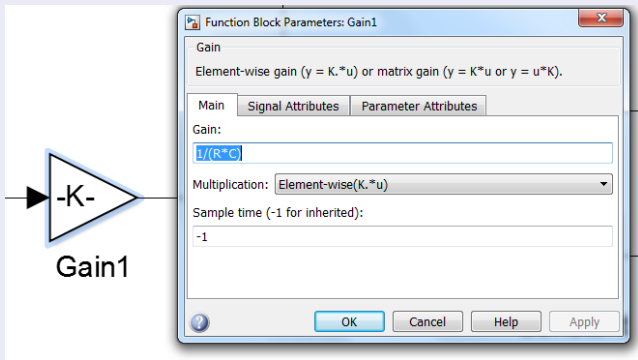 Function Block Parameters: Gain1
Gain
Element-wise gain (y = K.*u) or matrix gain (y = K*u or y = u*K).
Main Signal Attributes Parameter Attributes
Gain:
1/(R*C)
Multiplication: Element-wise(K.*u)
Sample time (-1 for inherited):
-1
OK Cancel Help Apply
-K-
Gain1